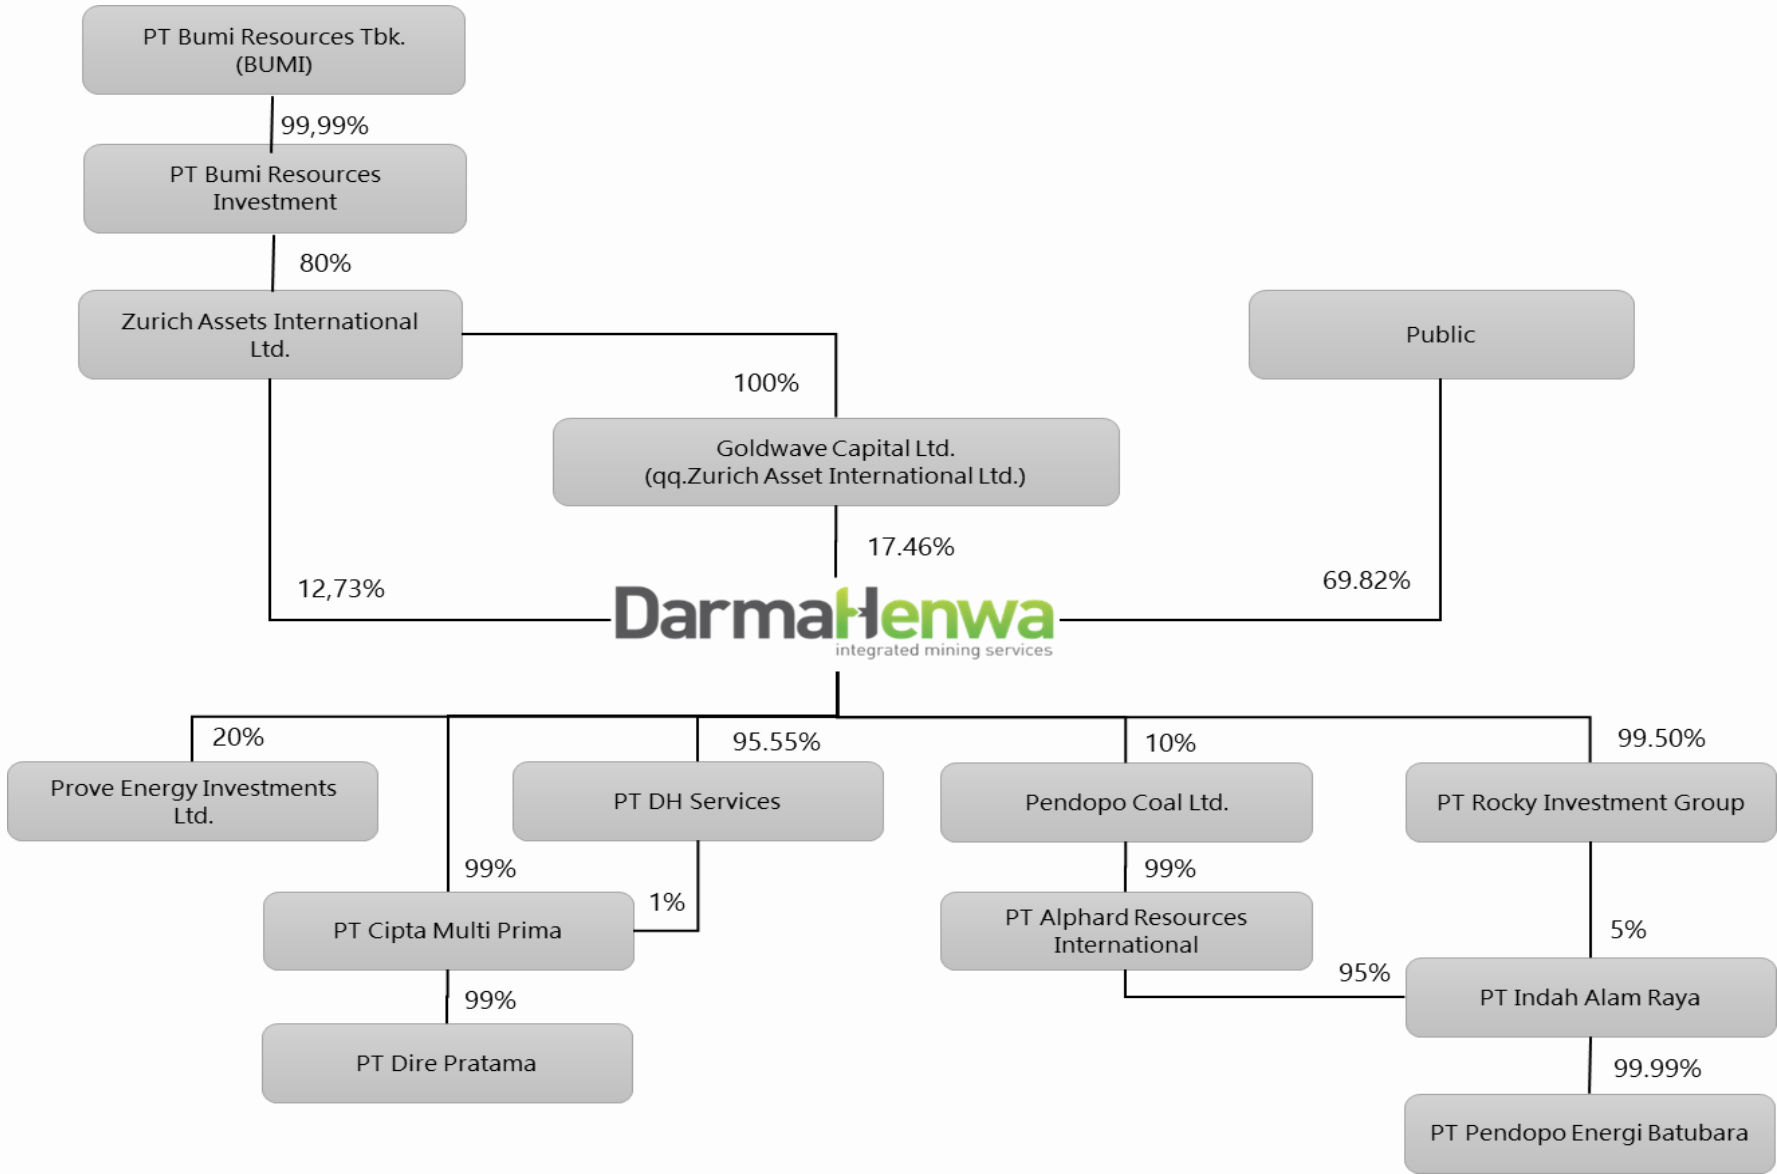 PT Bumi Resources Tbk.
(BUMI)
99,99%
PT Bumi Resources
Investment
80%
Zurich Assets International
Ltd.
Public
100%
Goldwave Capital Ltd.
(qq.Zurich Asset International Ltd.)
17.46%
12,73%
69.82%
DarmaHenwa
integrated mining services
20%
95.55%
10%
99.50%
Prove Energy Investments
Ltd.
PT DH Services
Pendopo Coal Ltd.
PT Rocky Investment Group
99%
1%
99%
PT Cipta Multi Prima
PT Alphard Resources
International
5%
99%
95%
PT Indah Alam Raya
PT Dire Pratama
99.99%
PT Pendopo Energi Batubara